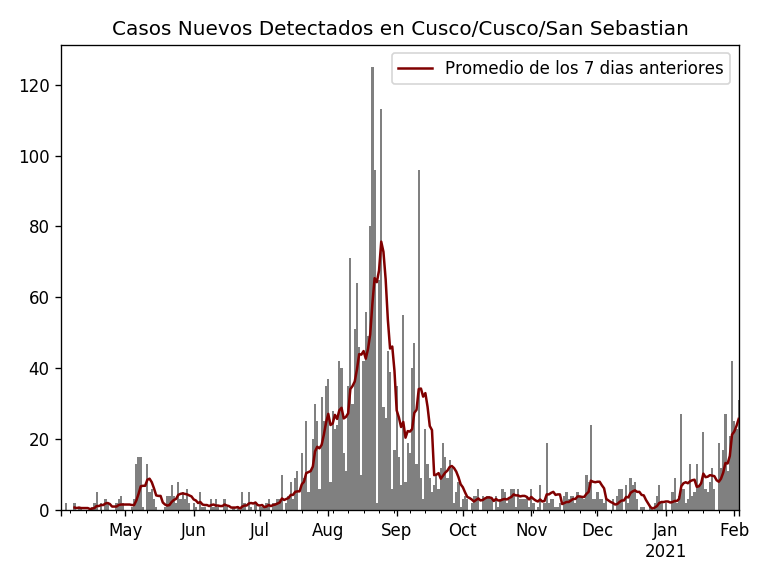 Casos Nuevos Detectados en Cusco/Cusco/San Sebastian
Promedio de los 7 dias anteriores
120
100
80
60
40
20
0
May Jun Jul Aug Sep Oct Nov Dec Jan Feb
2021